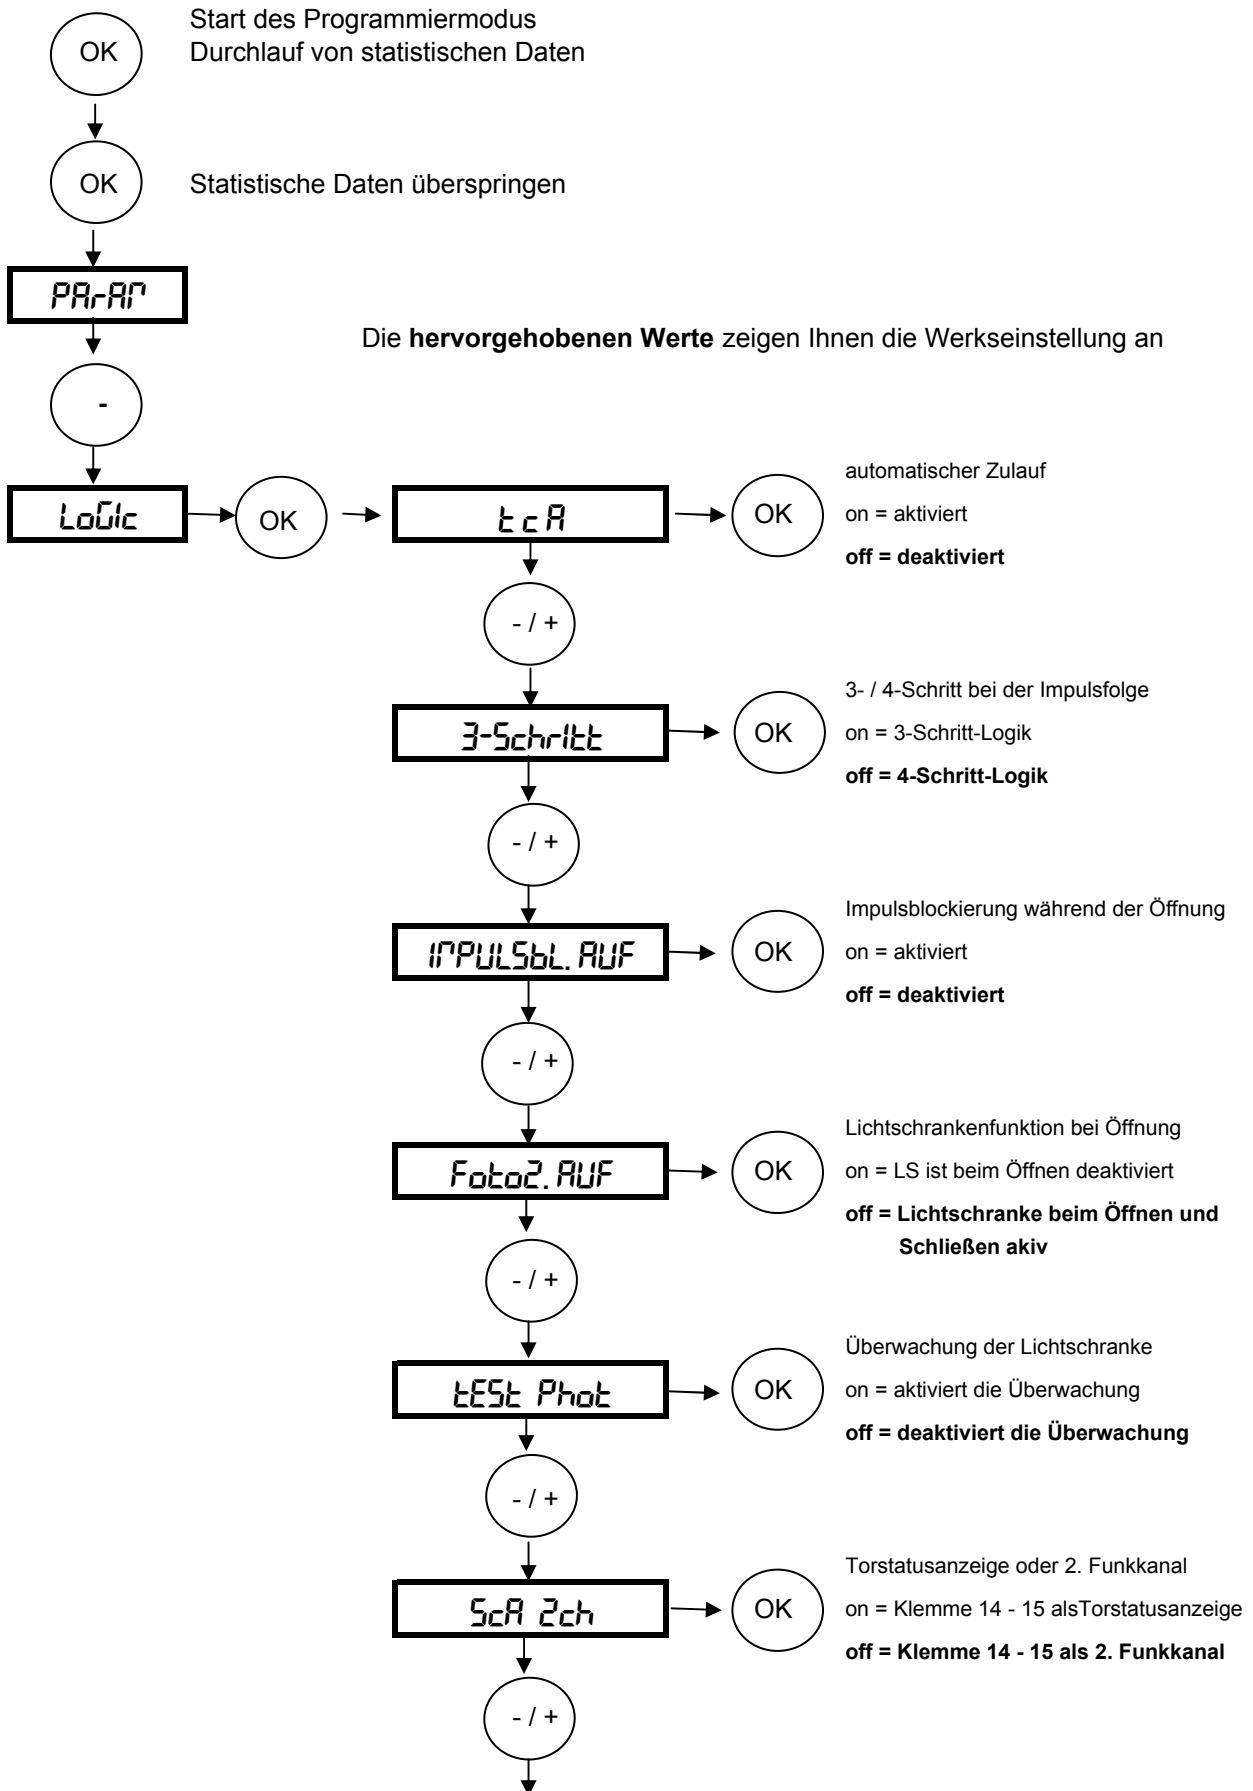 OK
Start des Programmiermodus
Durchlauf von statistischen Daten
OK
Statistische Daten überspringen
PArAM
Die hervorgehobenen Werte zeigen Ihnen die Werkseinstellung an
-
LoGIc
OK
tcA
OK
automatischer Zulauf
on = aktiviert
off = deaktiviert
- / +
3-SchrItt
OK
3- / 4-Schritt bei der Impulsfolge
on = 3-Schritt-Logik
off = 4-Schritt-Logik
- / +
IMPULSbL. AUF
OK
Impulsblockierung während der Öffnung
on = aktiviert
off = deaktiviert
- / +
Foto2. AUF
OK
Lichtschrankenfunktion bei Öffnung
on = LS ist beim Öffnen deaktiviert
off = Lichtschranke beim Öffnen und
Schließen akiv
- / +
tESt Phot
OK
Überwachung der Lichtschranke
on = aktiviert die Überwachung
off = deaktiviert die Überwachung
- / +
ScA 2ch
OK
Torstatusanzeige oder 2. Funkkanal
on = Klemme 14 - 15 alsTorstatusanzeige
off = Klemme 14 - 15 als 2. Funkkanal
- / +